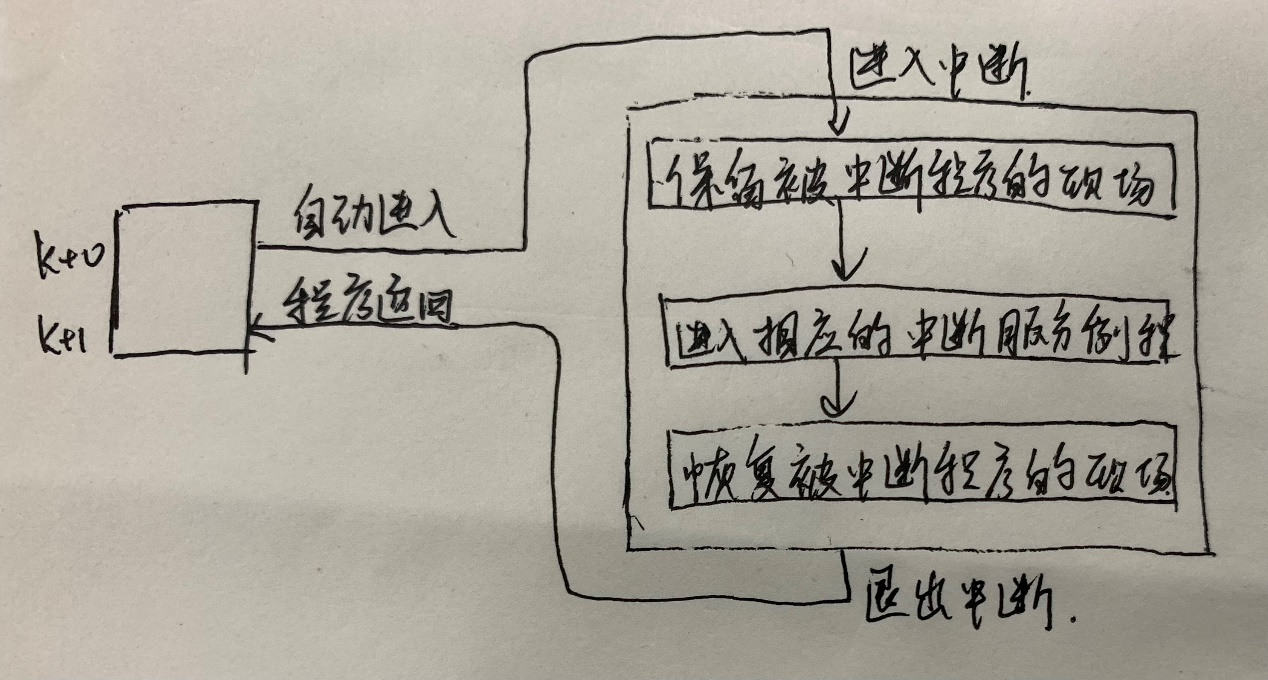 进入中断.
保留被中断程序的现场
自动进入
k+0
程序返回
k+1
进入相应的中断服务例程
恢复被中断程序的现场
退出中断.